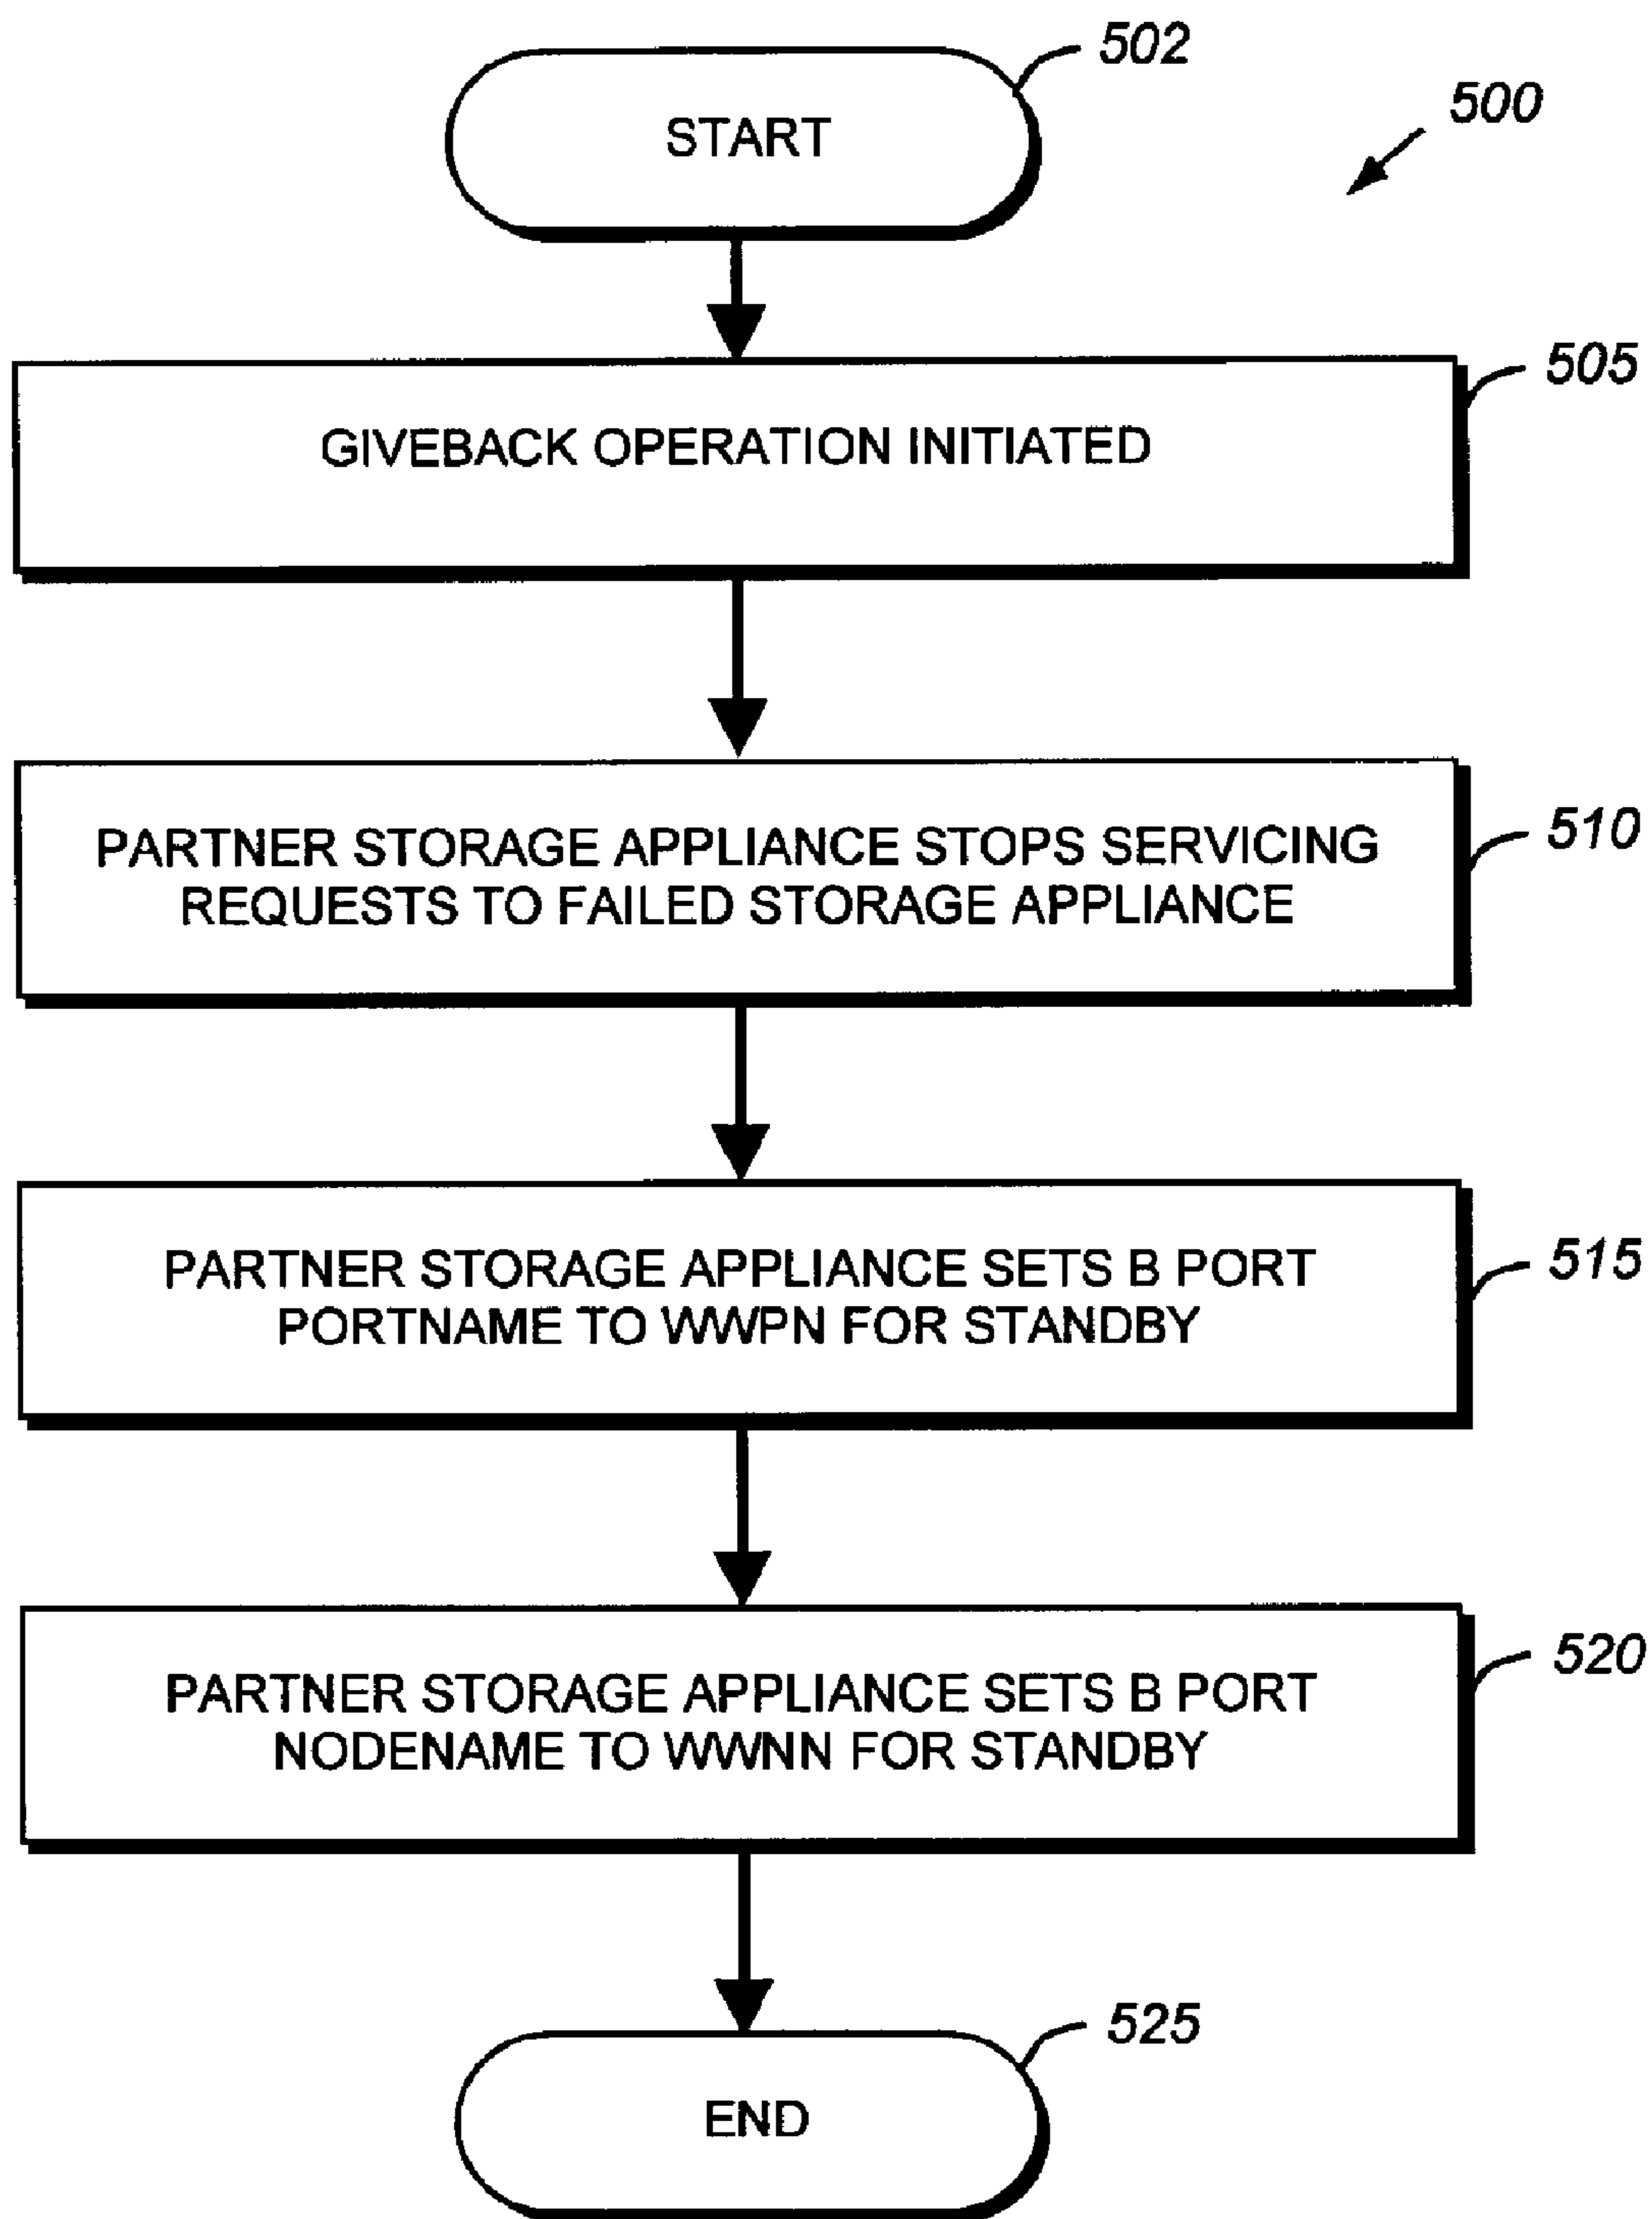 502
START
500
505
GIVEBACK OPERATION INITIATED
510
PARTNER STORAGE APPLIANCE STOPS SERVICING
REQUESTS TO FAILED STORAGE APPLIANCE
515
PARTNER STORAGE APPLIANCE SETS B PORT
PORTNAME TO WWPN FOR STANDBY
520
PARTNER STORAGE APPLIANCE SETS B PORT
NODENAME TO WWNN FOR STANDBY
525
END